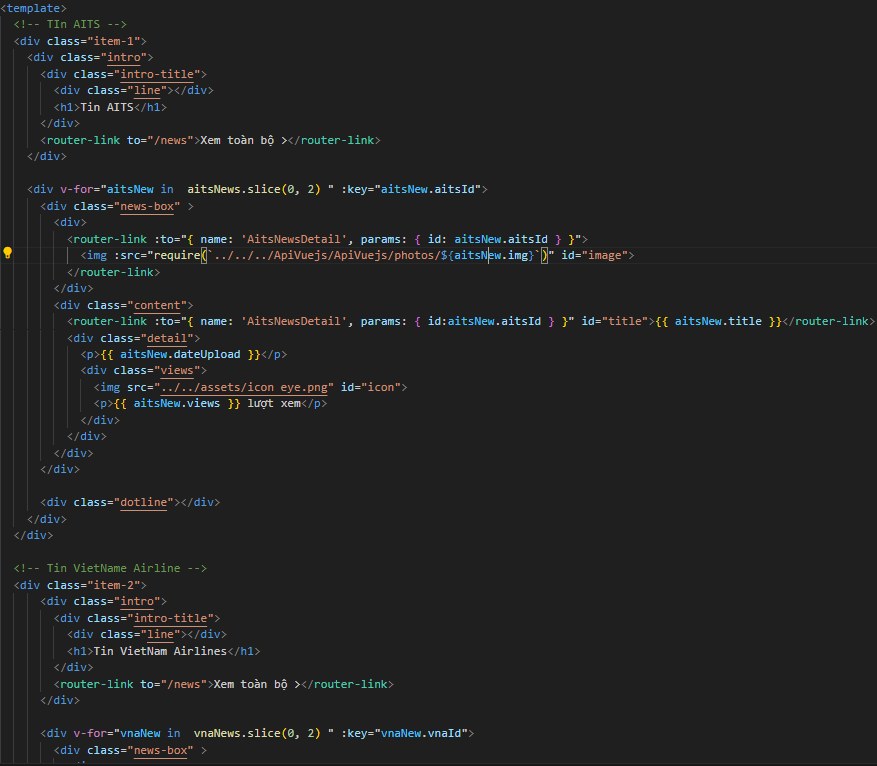 <template>
<!-- TIn AITS -->
<div class="item-1">
<div class="intro">
<div class="intro-title">
<div class="line"></div>
<h1>Tin AITS</h1>
</div>
<router-link to="/news">Xem toàn bộ ></router-link>
</div>
<div v-for="aitsNew in  aitsNews.slice(0, 2) " :key="aitsNew.aitsId">
<div class="news-box" >
<div>
<router-link :to="{ name: 'AitsNewsDetail', params: { id: aitsNew.aitsId } }">
<img :src="require(`../../../ApiVuejs/ApiVuejs/photos/${aitsNew.img}`)" id="image">
</router-link>
</div>
<div class="content">
<router-link :to="{ name: 'AitsNewsDetail', params: { id:aitsNew.aitsId } }" id="title">{{ aitsNew.title }}</router-link>
<div class="detail">
<p>{{ aitsNew.dateUpload }}</p>
<div class="views">
<img src="../../assets/icon eye.png" id="icon">
<p>{{ aitsNew.views }} lượt xem</p>
</div>
</div>
</div>
</div>
<div class="dotline"></div>
</div>
</div>
<!-- Tin VietName Airline -->
<div class="item-2">
<div class="intro">
<div class="intro-title">
<div class="line"></div>
<h1>Tin VietNam Airlines</h1>
</div>
<router-link to="/news">Xem toàn bộ ></router-link>
</div>
<div v-for="vnaNew in  vnaNews.slice(0, 2) " :key="vnaNew.vnaId">
<div class="news-box" >